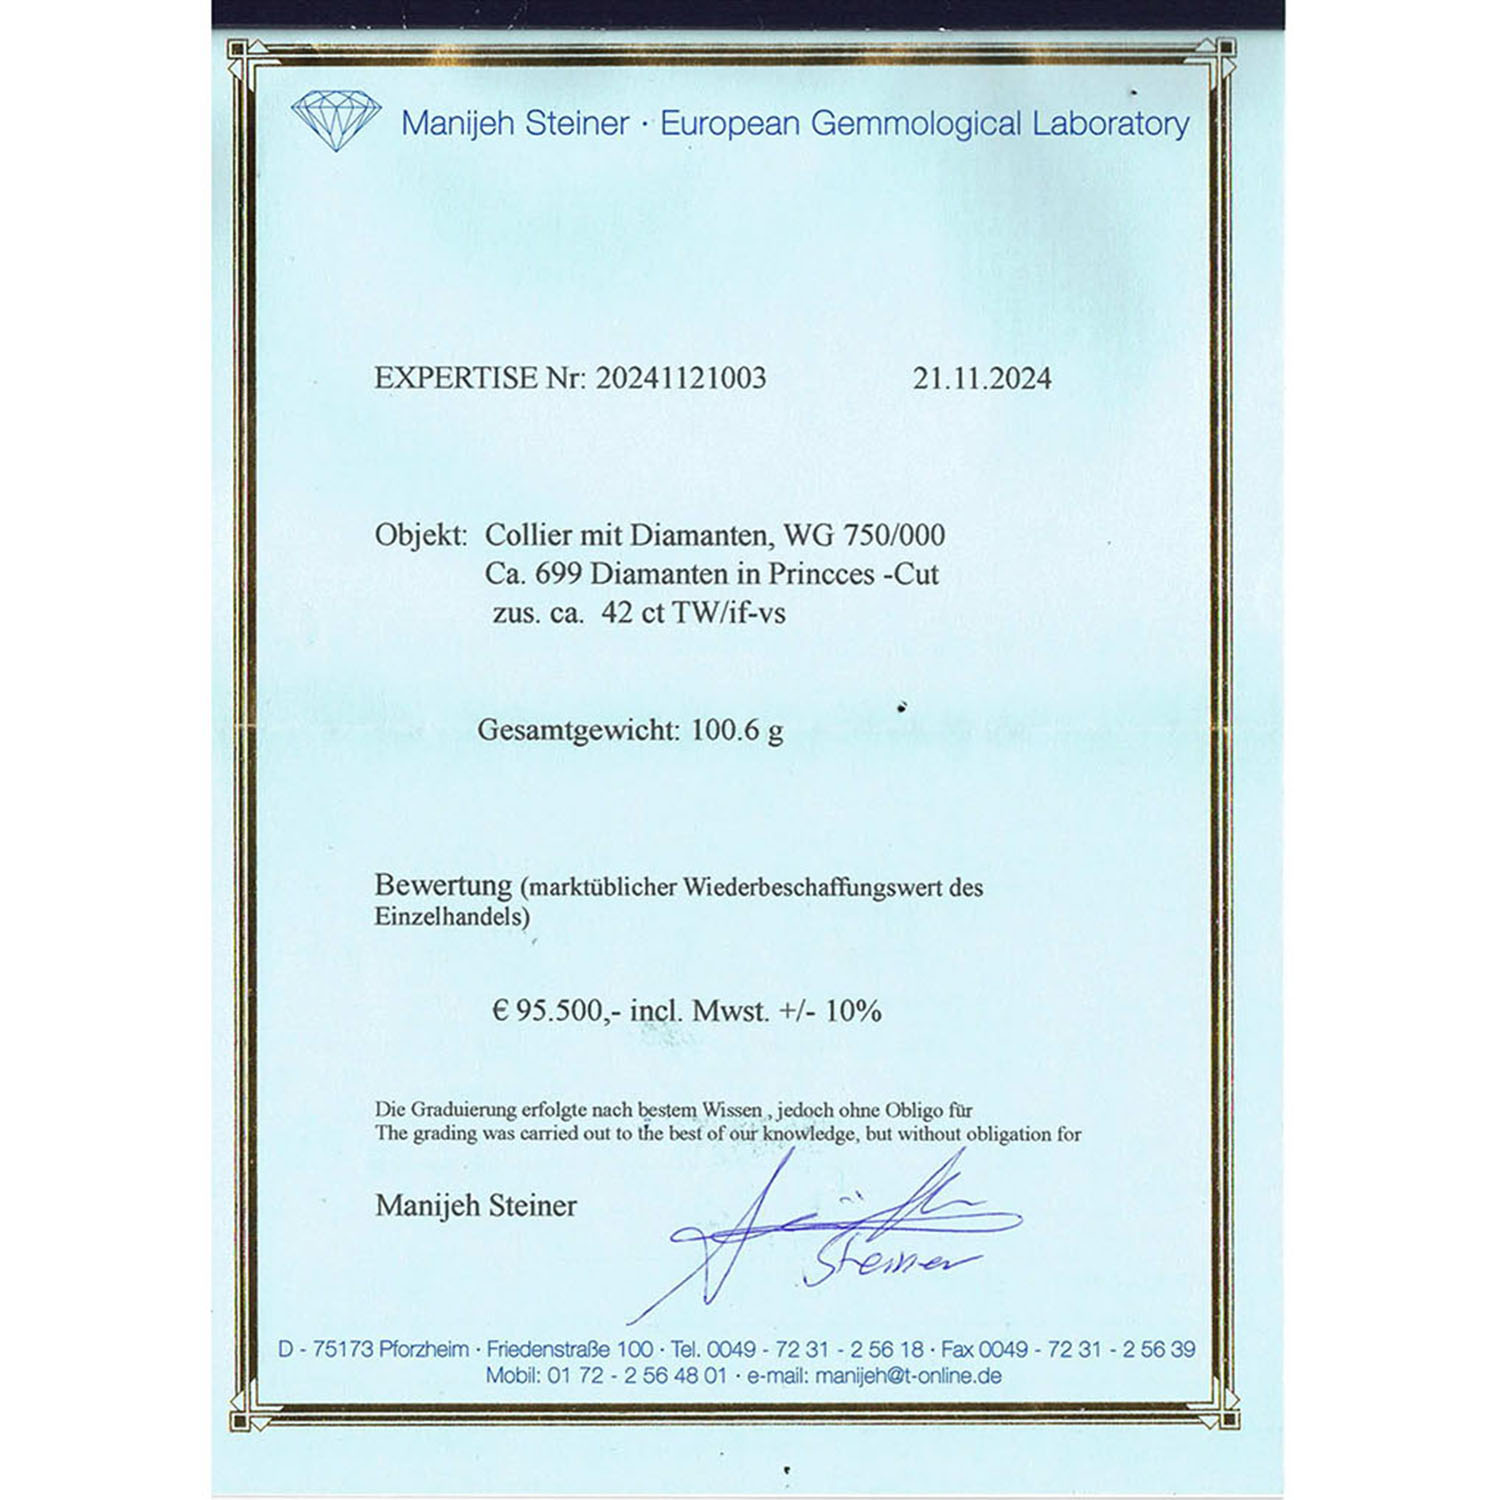 Manijeh Steiner · European Gemmological Laboratory
EXPERTISE Nr: 20241121003 21.11.2024
Objekt: Collier mit Diamanten, WG 750/000
Ca. 699 Diamanten in Princces -Cut
zus. ca. 42 ct TW/if-vs
Gesamtgewicht: 100.6 g
Bewertung (marktüblicher Wiederbeschaffungswert des
Einzelhandels)
€ 95.500,- incl. Mwst. +/- 10%
Die Graduierung erfolgte nach bestem Wissen , jedoch ohne Obligo für
The grading was carried out to the best of our knowledge, but without obligation for
Manijeh Steiner
Steiner
D - 75173 Pforzheim · Friedenstraße 100 · Tel. 0049 - 72 31 - 2 56 18 · Fax 0049 - 72 31 - 2 56 39
Mobil: 01 72 - 2 56 48 01 · e-mail: manijeh@t-online.de